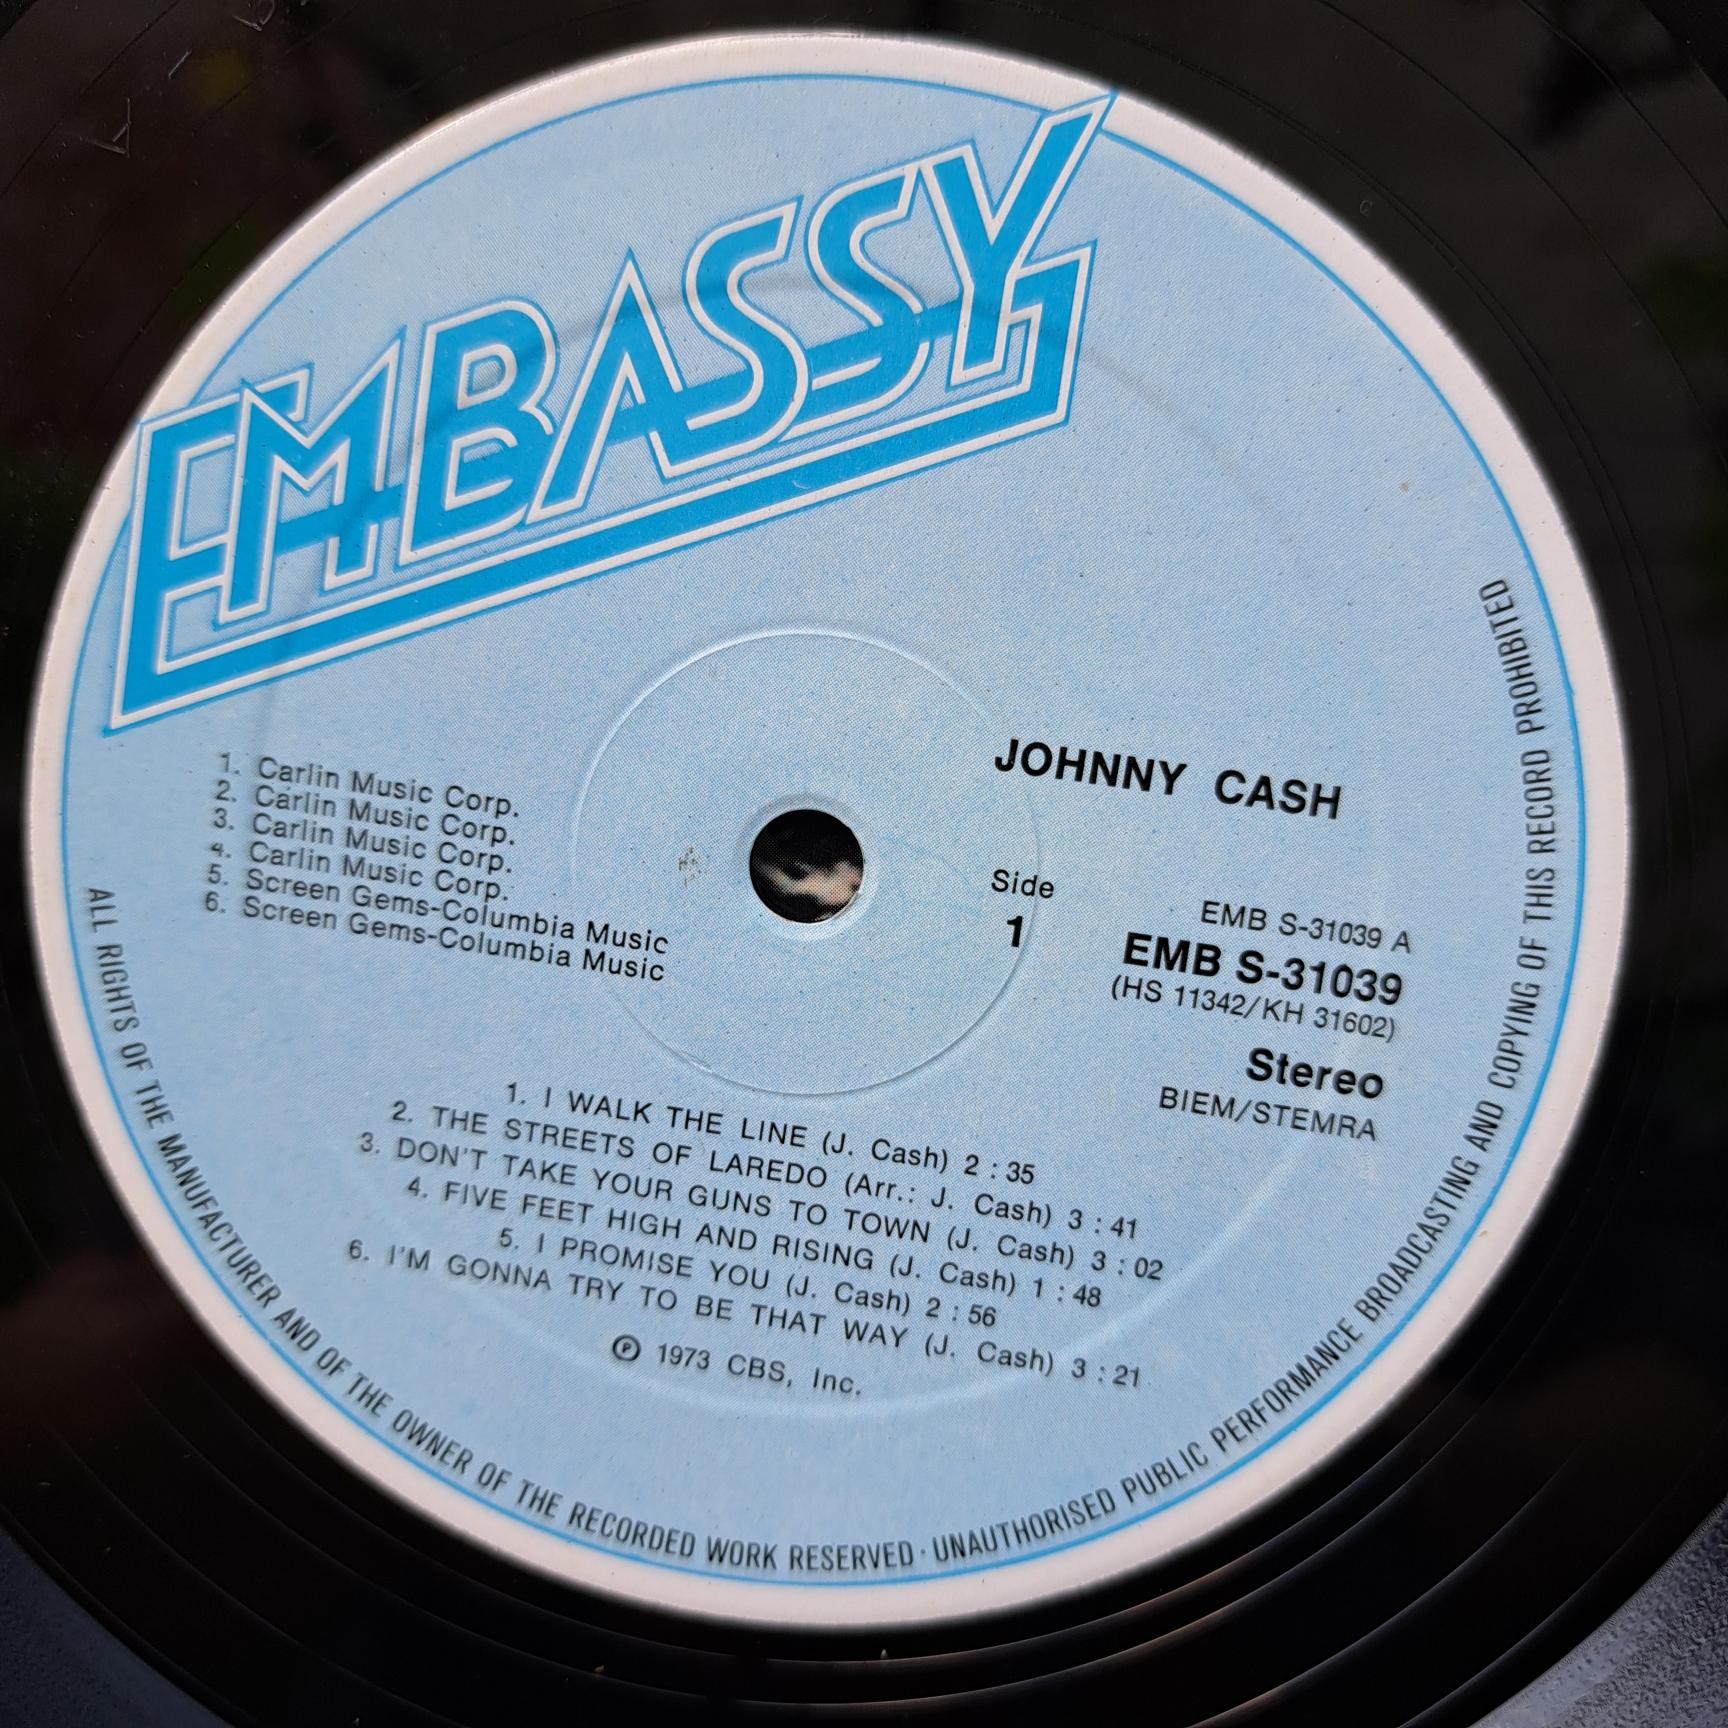 EMBASSY
JOHNNY CASH
1. Carlin Music Corp.
2. Carlin Music Corp.
3. Carlin Music Corp.
4. Carlin Music Corp.
5. Screen Gems-Columbia Music
6. Screen Gems-Columbia Music
Side
1
EMB S-31039 A
EMB S-31039
(HS 11342/KH 31602)
Stereo
BIEM/STEMRA
1. I WALK THE LINE (J. Cash) 2 : 35
2. THE STREETS OF LAREDO (Arr.: J. Cash) 3 : 41
3. DON'T TAKE YOUR GUNS TO TOWN (J. Cash) 3 : 02
4. FIVE FEET HIGH AND RISING (J. Cash) 1 : 48
5. I PROMISE YOU (J. Cash) 2 : 56
6. I'M GONNA TRY TO BE THAT WAY (J. Cash) 3 : 21
℗ 1973 CBS, Inc.
ALL RIGHTS OF THE MANUFACTURER AND OF THE OWNER OF THE RECORDED WORK RESERVED · UNAUTHORISED PUBLIC PERFORMANCE BROADCASTING AND COPYING OF THIS RECORD PROHIBITED